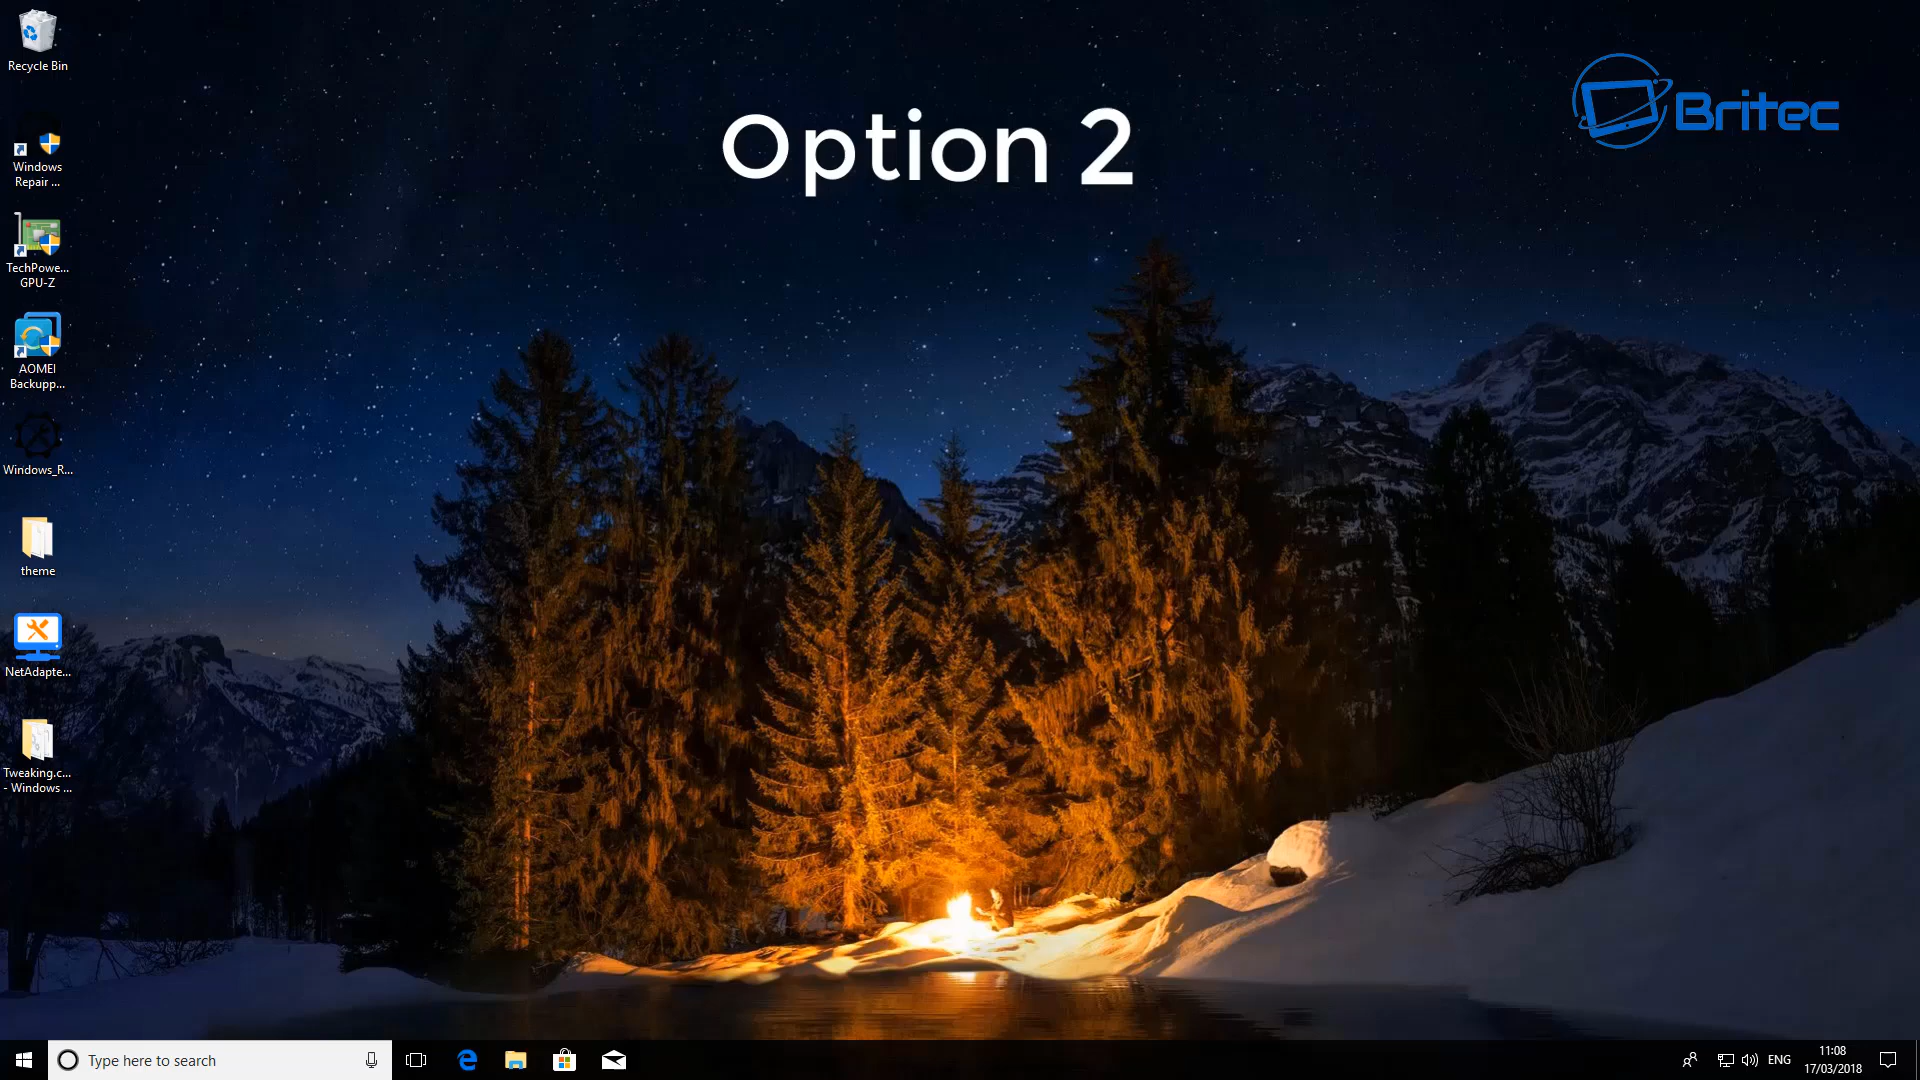 Recycle Bin
Option 2
Britec
Windows
Repair ...
TechPowe...
GPU-Z
AOMEI
Backupp...
Windows_R...
theme
NetAdapte...
Tweaking.c...
- Windows ...
Type here to search
ENG
11:08
17/03/2018